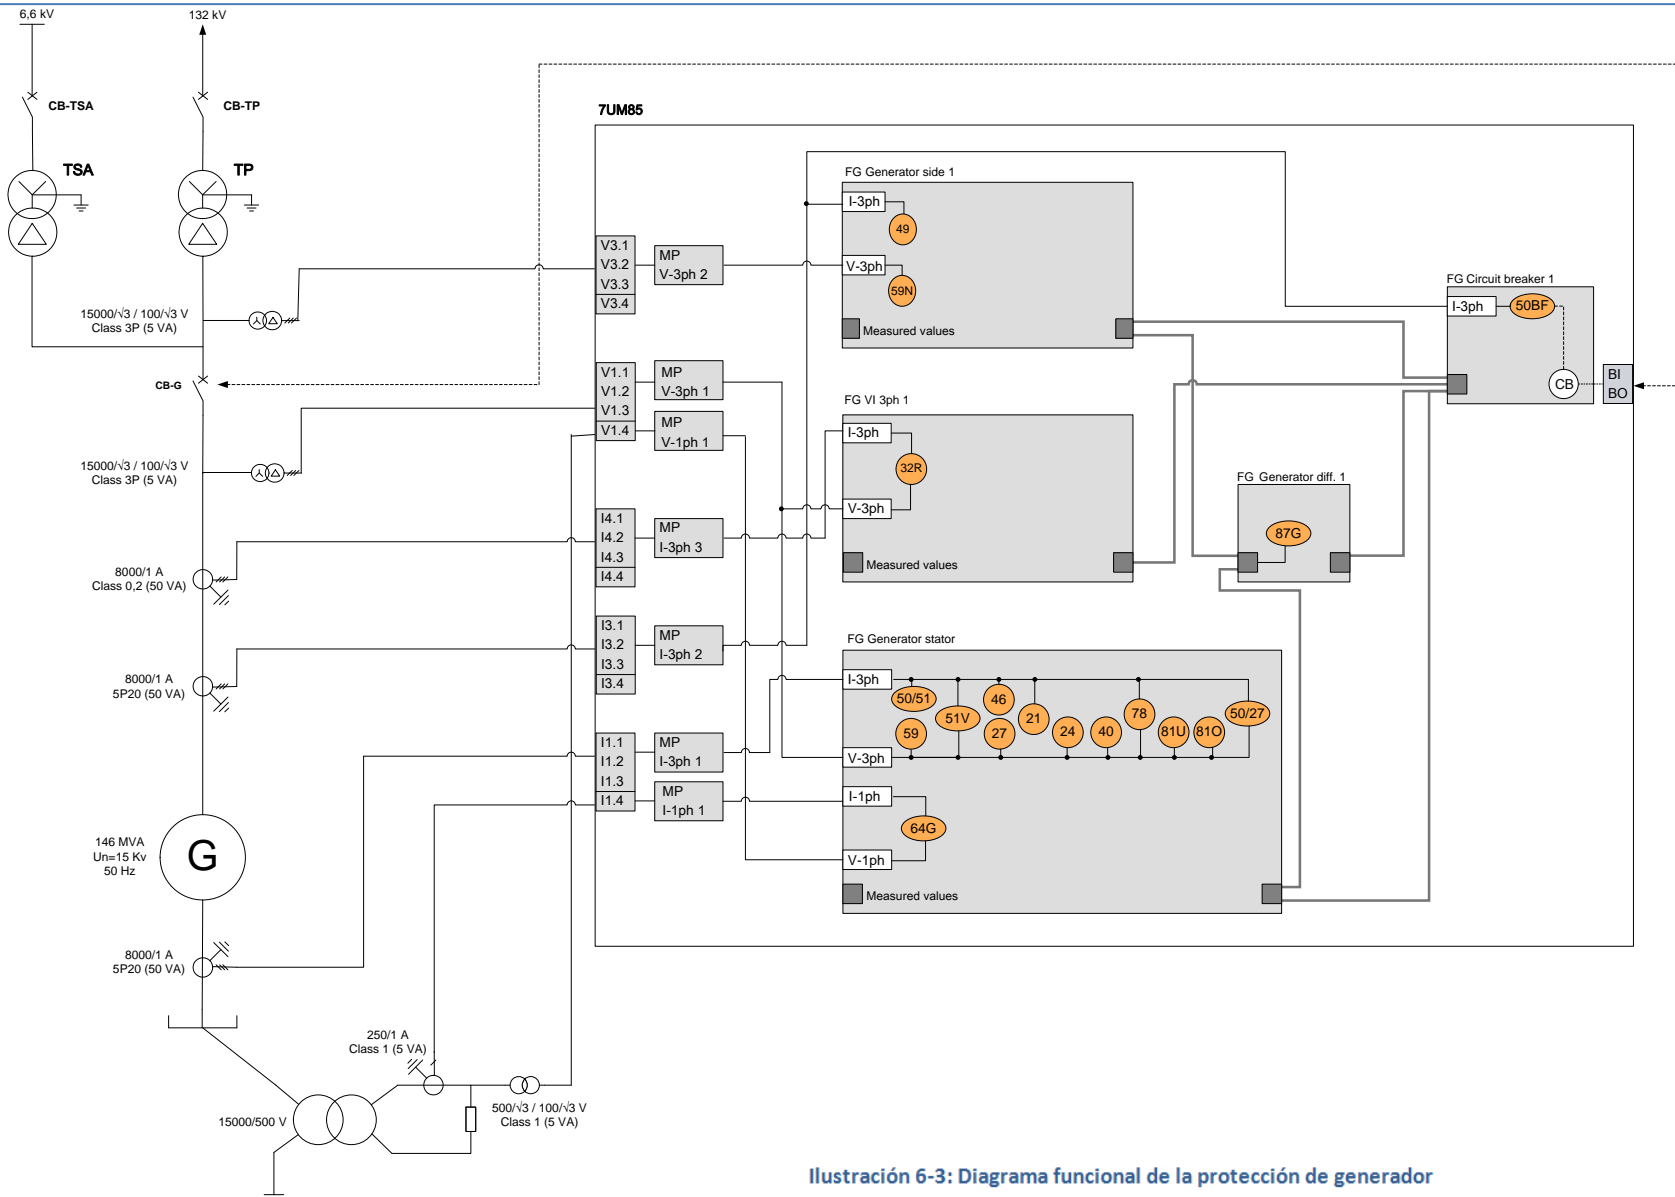 6,6 kV
132 kV
CB-TSA
CB-TP
TSA
TP
15000/√3 / 100/√3 V
Class 3P (5 VA)
CB-G
15000/√3 / 100/√3 V
Class 3P (5 VA)
8000/1 A
Class 0,2 (50 VA)
8000/1 A
5P20 (50 VA)
146 MVA
Un=15 Kv
50 Hz
G
8000/1 A
5P20 (50 VA)
250/1 A
Class 1 (5 VA)
15000/500 V
500/√3 / 100/√3 V
Class 1 (5 VA)
7UM85
V3.1
V3.2
V3.3
V3.4
MP
V-3ph 2
V1.1
V1.2
V1.3
V1.4
MP
V-3ph 1
MP
V-1ph 1
I4.1
I4.2
I4.3
I4.4
MP
I-3ph 3
I3.1
I3.2
I3.3
I3.4
MP
I-3ph 2
I1.1
I1.2
I1.3
I1.4
MP
I-3ph 1
MP
I-1ph 1
FG Generator side 1
I-3ph
49
V-3ph
59N
Measured values
FG VI 3ph 1
I-3ph
32R
V-3ph
Measured values
FG Generator stator
I-3ph
50/51
51V
46
21
78
50/27
59
27
24
40
81U
81O
V-3ph
I-1ph
64G
V-1ph
Measured values
FG Generator diff. 1
87G
FG Circuit breaker 1
I-3ph
50BF
CB
BI
BO
Ilustración 6-3: Diagrama funcional de la protección de generador